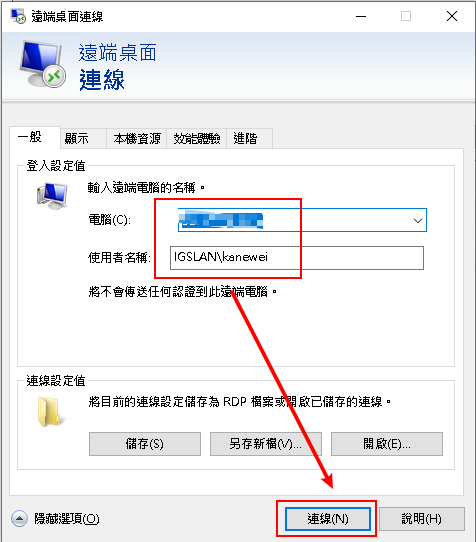 遠端桌面連線
遠端桌面
連線
一般 顯示 本機資源 效能體驗 進階
登入設定值
輸入遠端電腦的名稱。
電腦(C):
使用者名稱: IGSLAN\kanewei
將不會傳送任何認證到此遠端電腦。
連線設定值
將目前的連線設定儲存為 RDP 檔案或開啟已儲存的連線。
儲存(S) 另存新檔(V)... 開啟(E)...
隱藏選項(O) 連線(N) 說明(H)